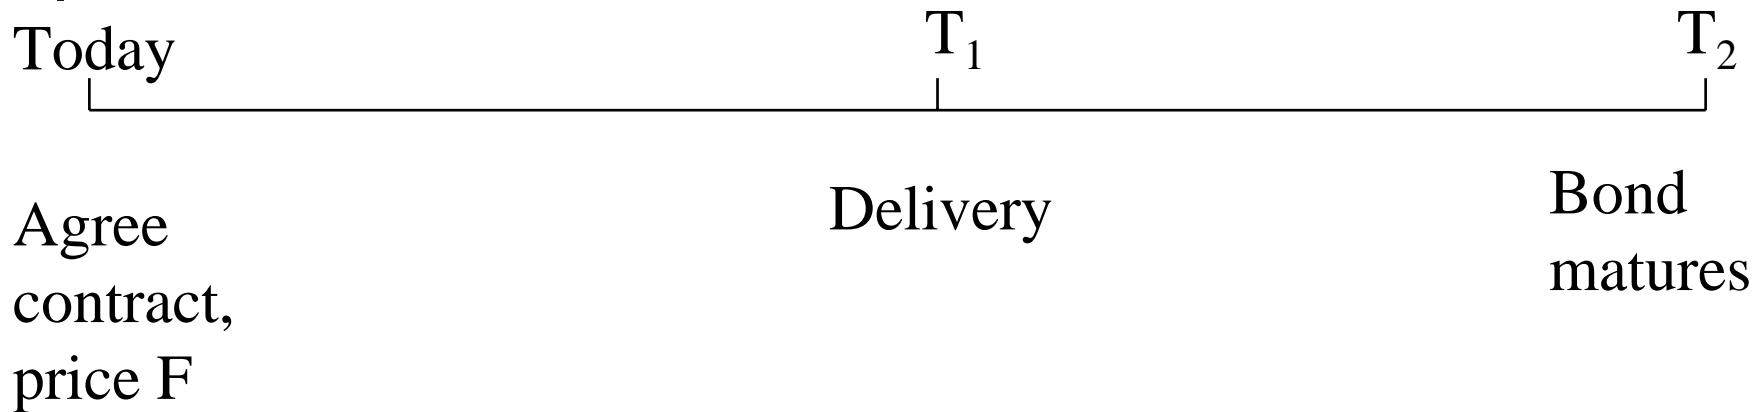 Today T₁ T₂
Delivery
Bond
matures
Agree
contract,
price F